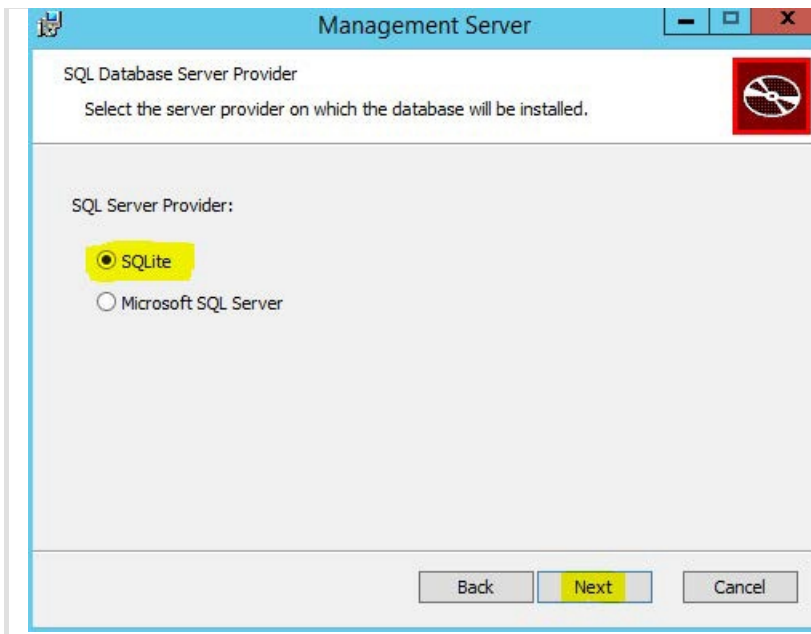 Management Server
SQL Database Server Provider
Select the server provider on which the database will be installed.
SQL Server Provider:
SQLite
Microsoft SQL Server
Back Next Cancel